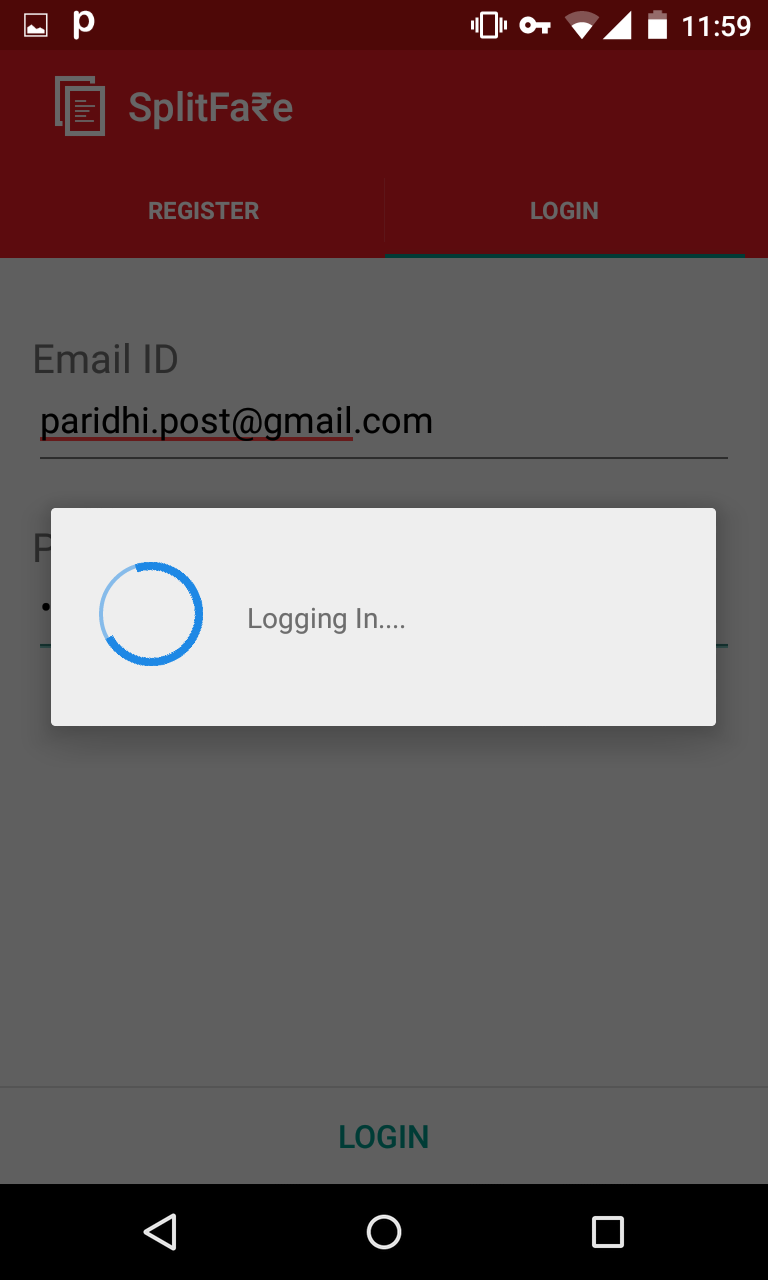 11:59
SplitFa₹e
REGISTER
LOGIN
Email ID
paridhi.post@gmail.com
P
Logging In....
LOGIN